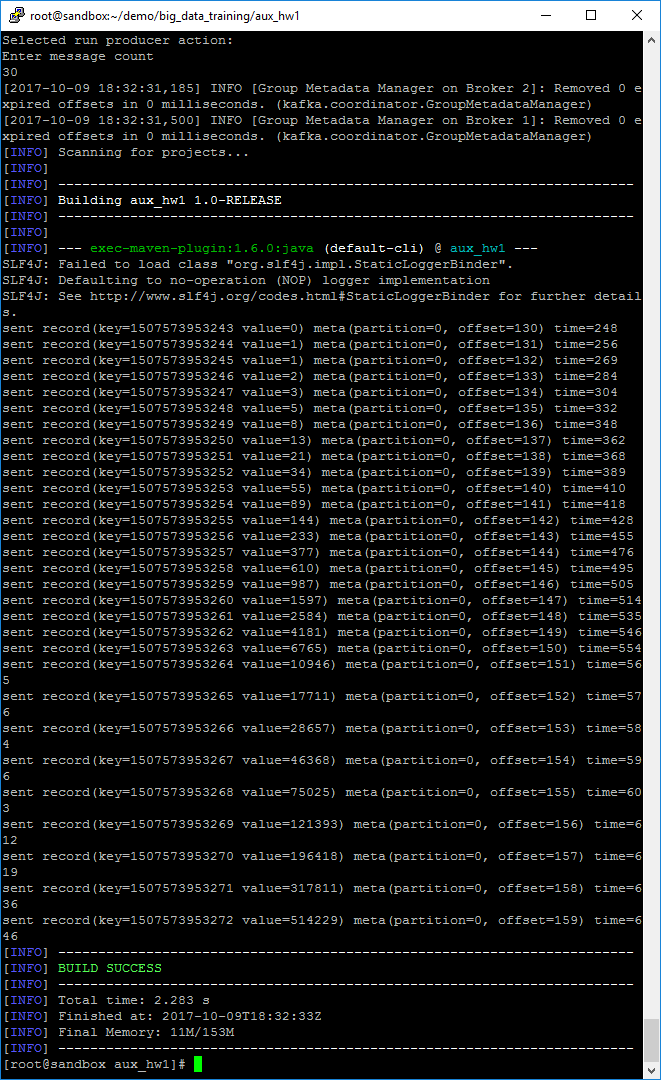 root@sandbox:~/demo/big_data_training/aux_hw1
Selected run producer action:
Enter message count
30
[2017-10-09 18:32:31,185] INFO [Group Metadata Manager on Broker 2]: Removed 0 e
xpired offsets in 0 milliseconds. (kafka.coordinator.GroupMetadataManager)
[2017-10-09 18:32:31,500] INFO [Group Metadata Manager on Broker 1]: Removed 0 e
xpired offsets in 0 milliseconds. (kafka.coordinator.GroupMetadataManager)
[INFO] Scanning for projects...
[INFO]
[INFO] ------------------------------------------------------------------------
[INFO] Building aux_hw1 1.0-RELEASE
[INFO] ------------------------------------------------------------------------
[INFO]
[INFO] --- exec-maven-plugin:1.6.0:java (default-cli) @ aux_hw1 ---
SLF4J: Failed to load class "org.slf4j.impl.StaticLoggerBinder".
SLF4J: Defaulting to no-operation (NOP) logger implementation
SLF4J: See http://www.slf4j.org/codes.html#StaticLoggerBinder for further detail
s.
sent record(key=1507573953243 value=0) meta(partition=0, offset=130) time=248
sent record(key=1507573953244 value=1) meta(partition=0, offset=131) time=256
sent record(key=1507573953245 value=1) meta(partition=0, offset=132) time=269
sent record(key=1507573953246 value=2) meta(partition=0, offset=133) time=284
sent record(key=1507573953247 value=3) meta(partition=0, offset=134) time=304
sent record(key=1507573953248 value=5) meta(partition=0, offset=135) time=332
sent record(key=1507573953249 value=8) meta(partition=0, offset=136) time=348
sent record(key=1507573953250 value=13) meta(partition=0, offset=137) time=362
sent record(key=1507573953251 value=21) meta(partition=0, offset=138) time=368
sent record(key=1507573953252 value=34) meta(partition=0, offset=139) time=389
sent record(key=1507573953253 value=55) meta(partition=0, offset=140) time=410
sent record(key=1507573953254 value=89) meta(partition=0, offset=141) time=418
sent record(key=1507573953255 value=144) meta(partition=0, offset=142) time=428
sent record(key=1507573953256 value=233) meta(partition=0, offset=143) time=455
sent record(key=1507573953257 value=377) meta(partition=0, offset=144) time=476
sent record(key=1507573953258 value=610) meta(partition=0, offset=145) time=495
sent record(key=1507573953259 value=987) meta(partition=0, offset=146) time=505
sent record(key=1507573953260 value=1597) meta(partition=0, offset=147) time=514
sent record(key=1507573953261 value=2584) meta(partition=0, offset=148) time=535
sent record(key=1507573953262 value=4181) meta(partition=0, offset=149) time=546
sent record(key=1507573953263 value=6765) meta(partition=0, offset=150) time=554
sent record(key=1507573953264 value=10946) meta(partition=0, offset=151) time=56
5
sent record(key=1507573953265 value=17711) meta(partition=0, offset=152) time=57
6
sent record(key=1507573953266 value=28657) meta(partition=0, offset=153) time=58
4
sent record(key=1507573953267 value=46368) meta(partition=0, offset=154) time=59
6
sent record(key=1507573953268 value=75025) meta(partition=0, offset=155) time=60
3
sent record(key=1507573953269 value=121393) meta(partition=0, offset=156) time=6
12
sent record(key=1507573953270 value=196418) meta(partition=0, offset=157) time=6
19
sent record(key=1507573953271 value=317811) meta(partition=0, offset=158) time=6
36
sent record(key=1507573953272 value=514229) meta(partition=0, offset=159) time=6
46
[INFO] ------------------------------------------------------------------------
[INFO] BUILD SUCCESS
[INFO] ------------------------------------------------------------------------
[INFO] Total time: 2.283 s
[INFO] Finished at: 2017-10-09T18:32:33Z
[INFO] Final Memory: 11M/153M
[INFO] ------------------------------------------------------------------------
[root@sandbox aux_hw1]#